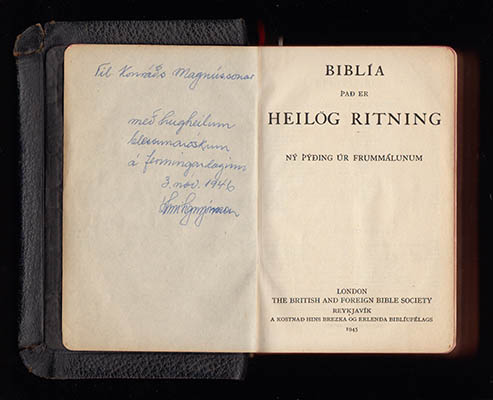 Til Konráðs Magnússonar
með hugheilum
blessunaróskum
á fermingardaginn
3. nóv. 1946
BIBLÍA
ÞAÐ ER
HEILÖG RITNING
NÝ ÞÝÐING ÚR FRUMMÁLUNUM
LONDON
THE BRITISH AND FOREIGN BIBLE SOCIETY
REYKJAVÍK
A KOSTNAÐ HINS BREZKA OG ERLENDA BIBLÍUFÉLAGS
1945